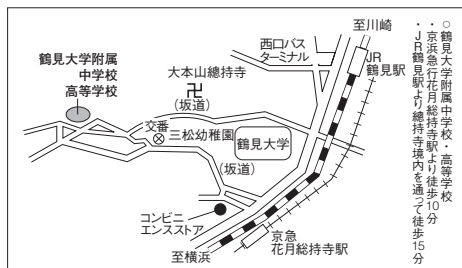 ○鶴見大学附属中学校・高等学校
・京浜急行花月総持寺駅より徒歩10分
・JR鶴見駅より總持寺境内を通って徒歩15分
至川崎
西口バス
ターミナル
JR
鶴見駅
鶴見大学附属
中学校
高等学校
大本山總持寺
卍
(坂道)
交番
三松幼稚園
鶴見大学
(坂道)
コンビニ
エンスストア
京急
花月総持寺駅
至横浜